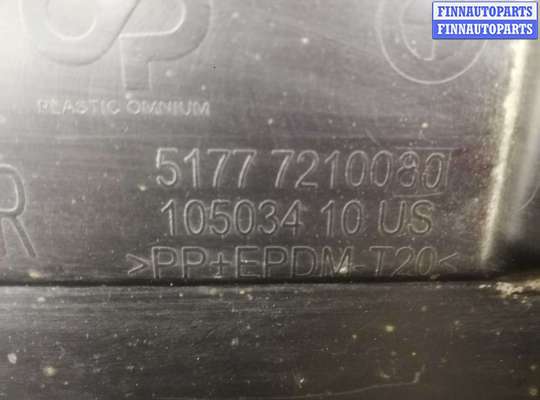 FINNAUTOPARTS
FINNAUTOPARTS
PLASTIC OMNIUM
5177 7210080
R
105034 10 US
>PP+EPDM-T20<